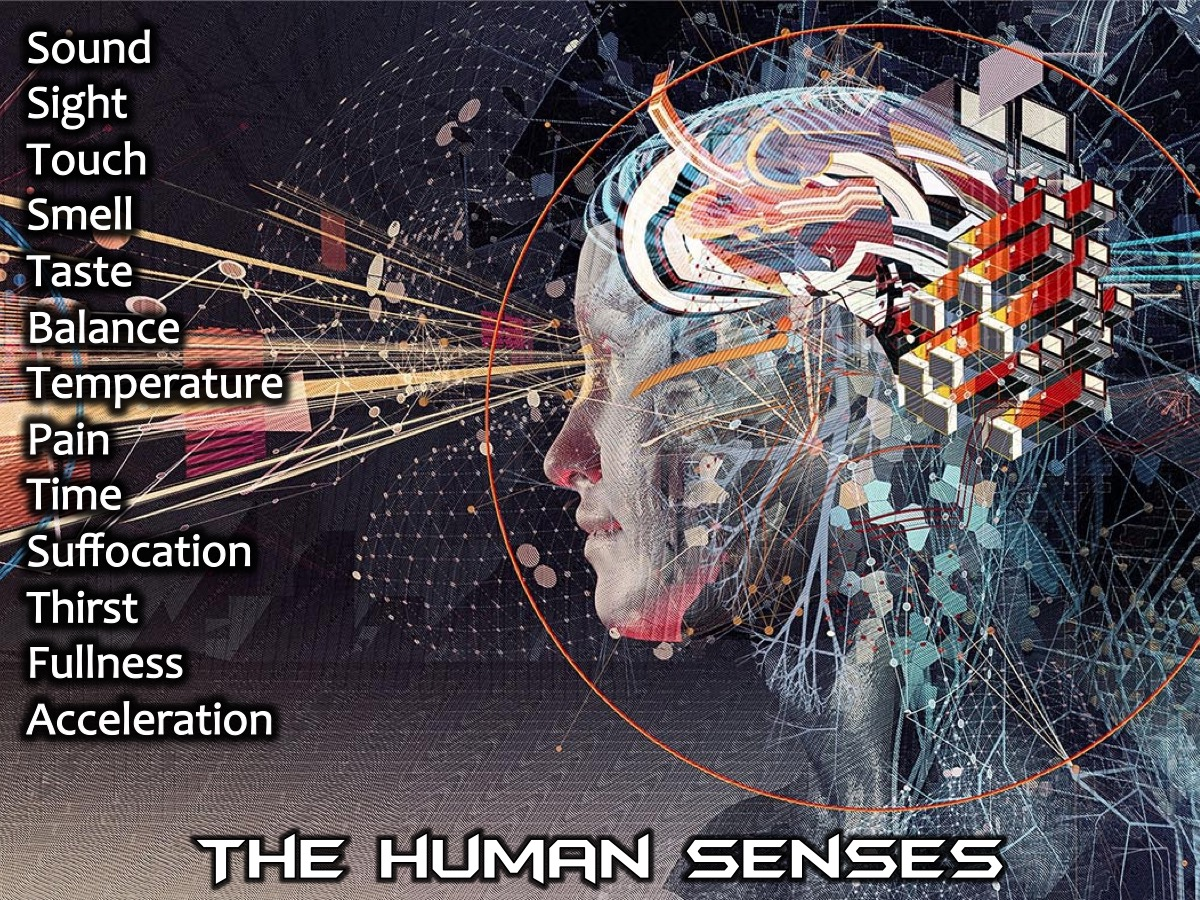 Sound
Sight
Touch
Smell
Taste
Balance
Temperature
Pain
Time
Suffocation
Thirst
Fullness
Acceleration
THE HUMAN SENSES